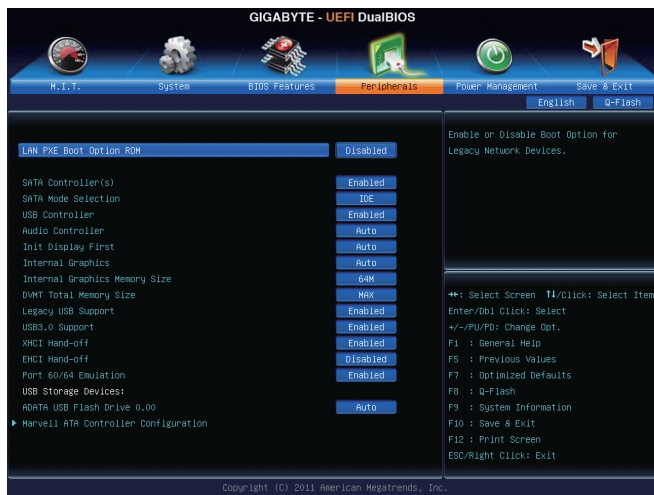 GIGABYTE - UEFI DualBIOS
M.I.T.
System
BIOS Features
Peripherals
Power Management
Save & Exit
English
Q-Flash
LAN PXE Boot Option ROM Disabled
SATA Controller(s) Enabled
SATA Mode Selection IDE
USB Controller Enabled
Audio Controller Auto
Init Display First Auto
Internal Graphics Auto
Internal Graphics Memory Size 64M
DVMT Total Memory Size MAX
Legacy USB Support Enabled
USB3.0 Support Enabled
XHCI Hand-off Enabled
EHCI Hand-off Disabled
Port 60/64 Emulation Enabled
USB Storage Devices:
ADATA USB Flash Drive 0.00 Auto
Marvell ATA Controller Configuration
Enable or Disable Boot Option for
Legacy Network Devices.
→←: Select Screen ↑↓/Click: Select Item
Enter/Dbl Click: Select
+/-/PU/PD: Change Opt.
F1 : General Help
F5 : Previous Values
F7 : Optimized Defaults
F8 : Q-Flash
F9 : System Information
F10 : Save & Exit
F12 : Print Screen
ESC/Right Click: Exit
Copyright (C) 2011 American Megatrends, Inc.